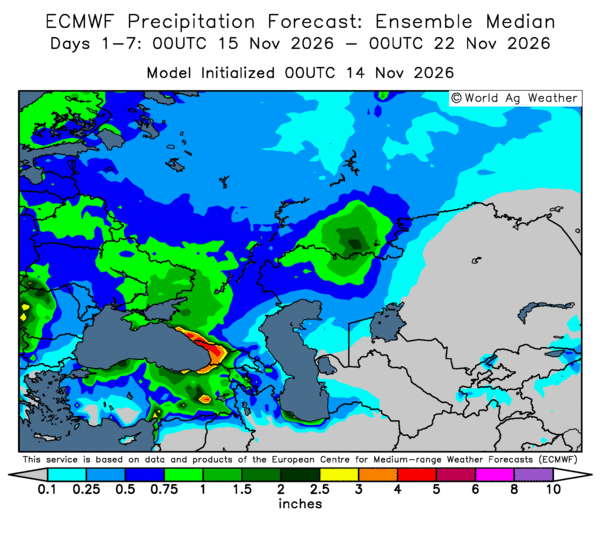 ECMWF Precipitation Forecast: Ensemble Median
Days 1–7: 00UTC 15 Nov 2026 – 00UTC 22 Nov 2026
Model Initialized 00UTC 14 Nov 2026
©World Ag Weather
This service is based on data and products of the European Centre for Medium-range Weather Forecasts (ECMWF)
0.1 0.25 0.5 0.75 1 1.5 2 2.5 3 4 5 6 8 10
inches